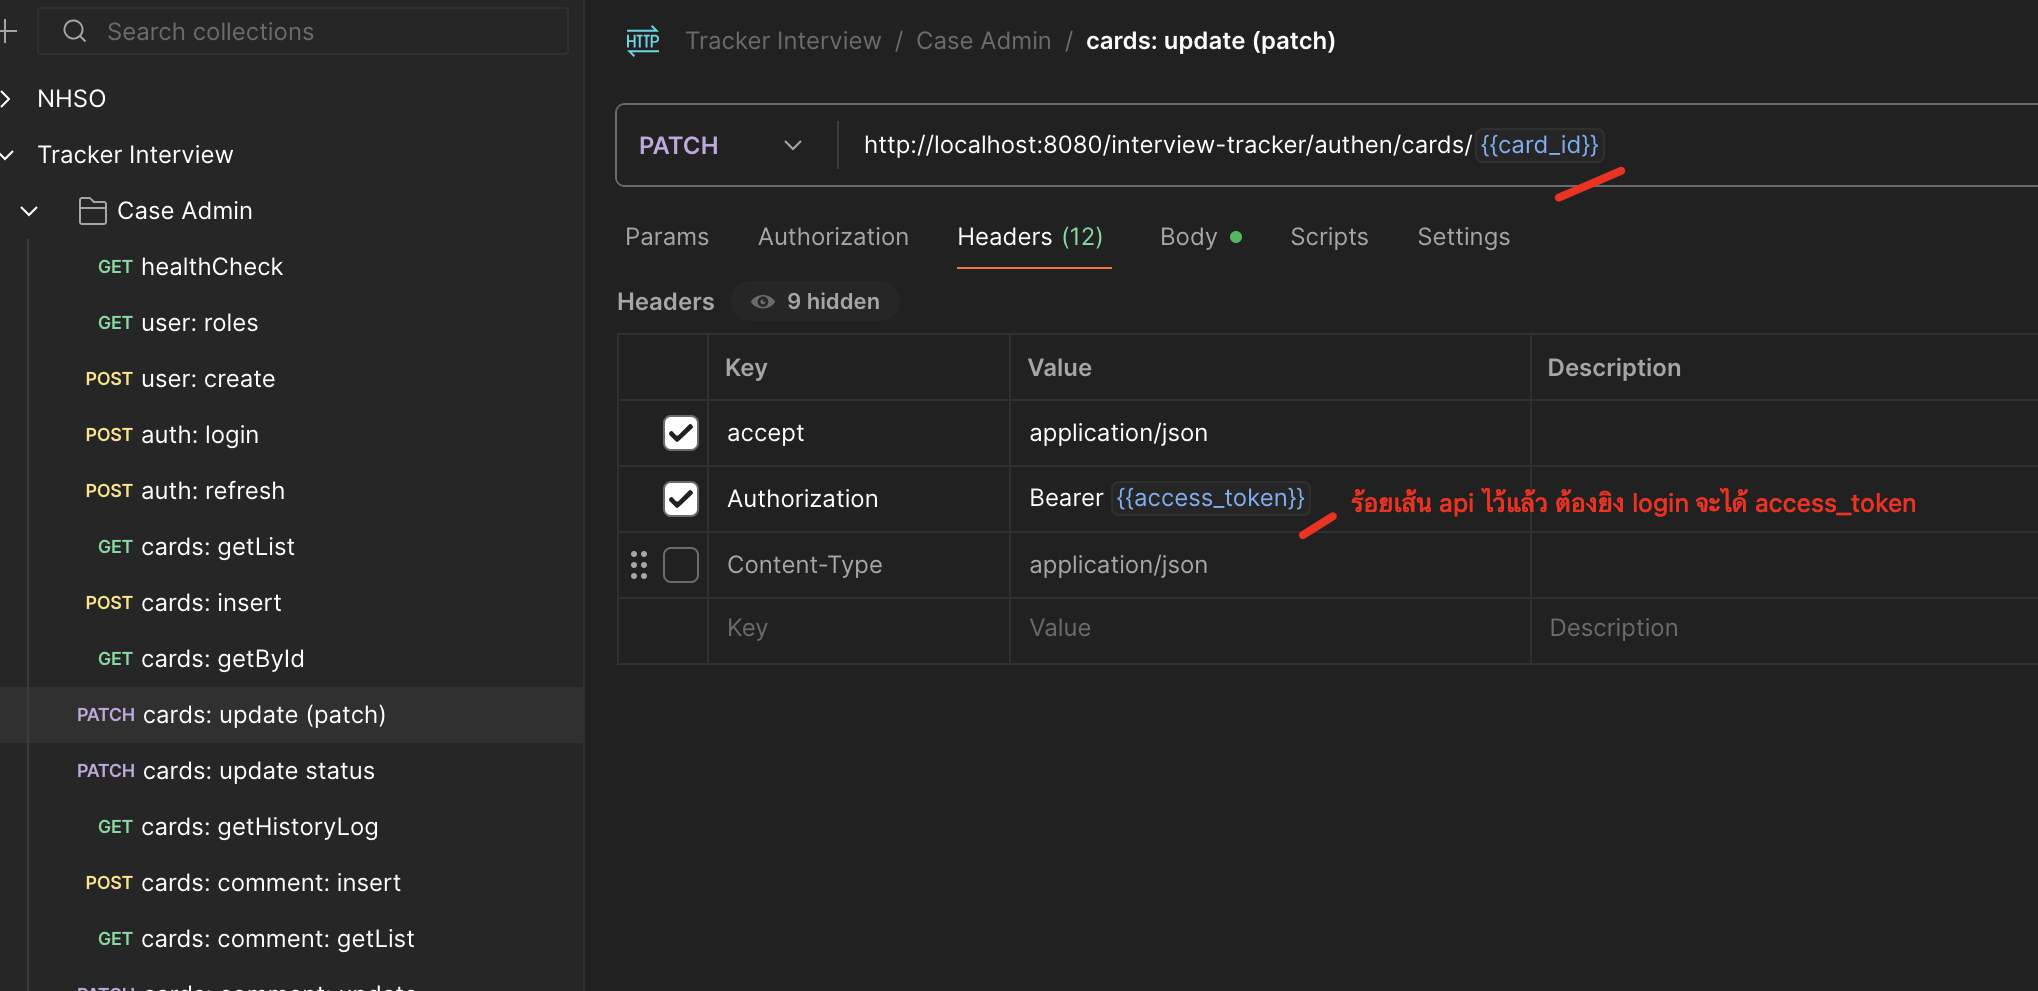 Search collections
NHSO
Tracker Interview
Case Admin
GET healthCheck
GET user: roles
POST user: create
POST auth: login
POST auth: refresh
GET cards: getList
POST cards: insert
GET cards: getById
PATCH cards: update (patch)
PATCH cards: update status
GET cards: getHistoryLog
POST cards: comment: insert
GET cards: comment: getList
PATCH cards: comment: update
HTTP Tracker Interview / Case Admin / cards: update (patch)
PATCH http://localhost:8080/interview-tracker/authen/cards/{{card_id}}
Params Authorization Headers (12) Body Scripts Settings
Headers 9 hidden
Key Value Description
accept application/json
Authorization Bearer {{access_token}} ร้อยเส้น api ไว้แล้ว ต้องยิง login จะได้ access_token
Content-Type application/json
Key Value Description